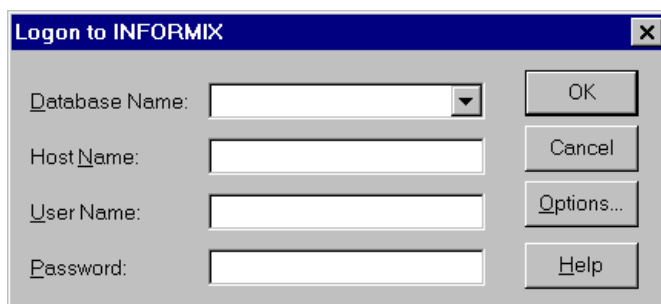 Logon to INFORMIX
Database Name:
OK
Host Name:
Cancel
User Name:
Options...
Password:
Help